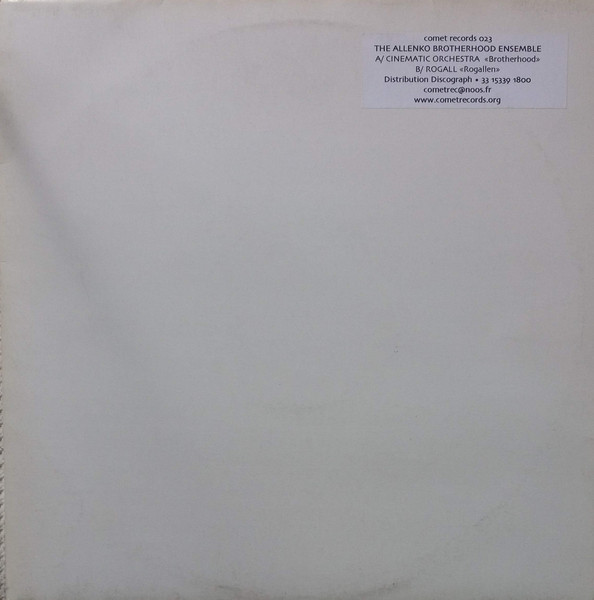 comet records 023
THE ALLENKO BROTHERHOOD ENSEMBLE
A/ CINEMATIC ORCHESTRA «Brotherhood»
B/ ROGALL «Rogallen»
Distribution Discograph • 33 15339 1800
cometrec@noos.fr
www.cometrecords.org